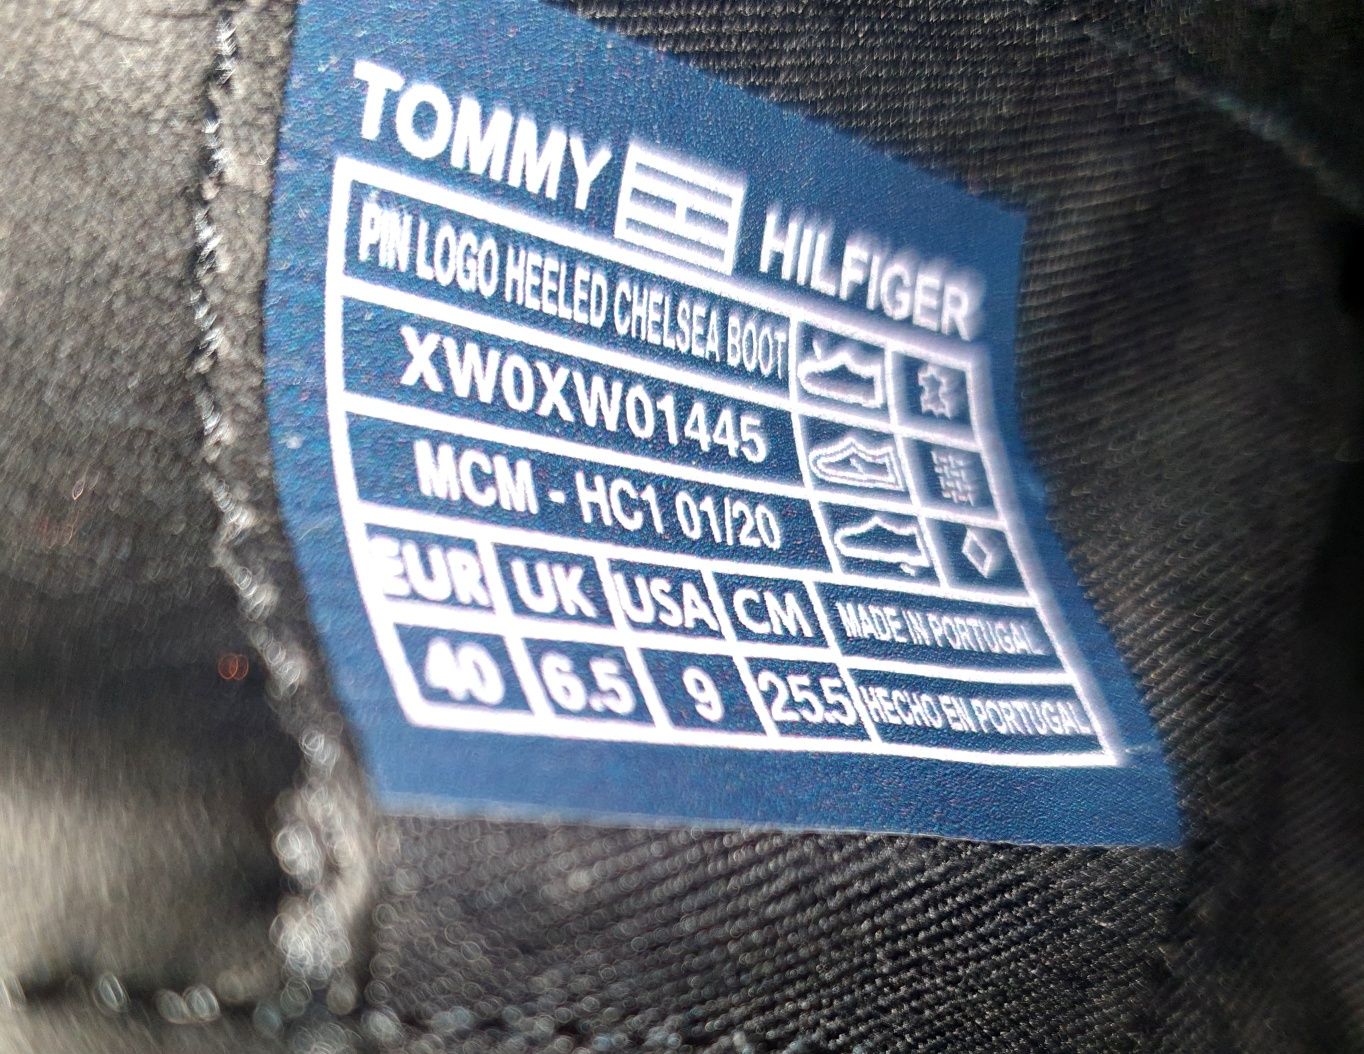 TOMMY HILFIGER
PIN LOGO HEELED CHELSEA BOOT
XW0XW01445
MCM - HC1 01/20
EUR UK USA CM MADE IN PORTUGAL
40 6.5 9 25.5 HECHO EN PORTUGAL